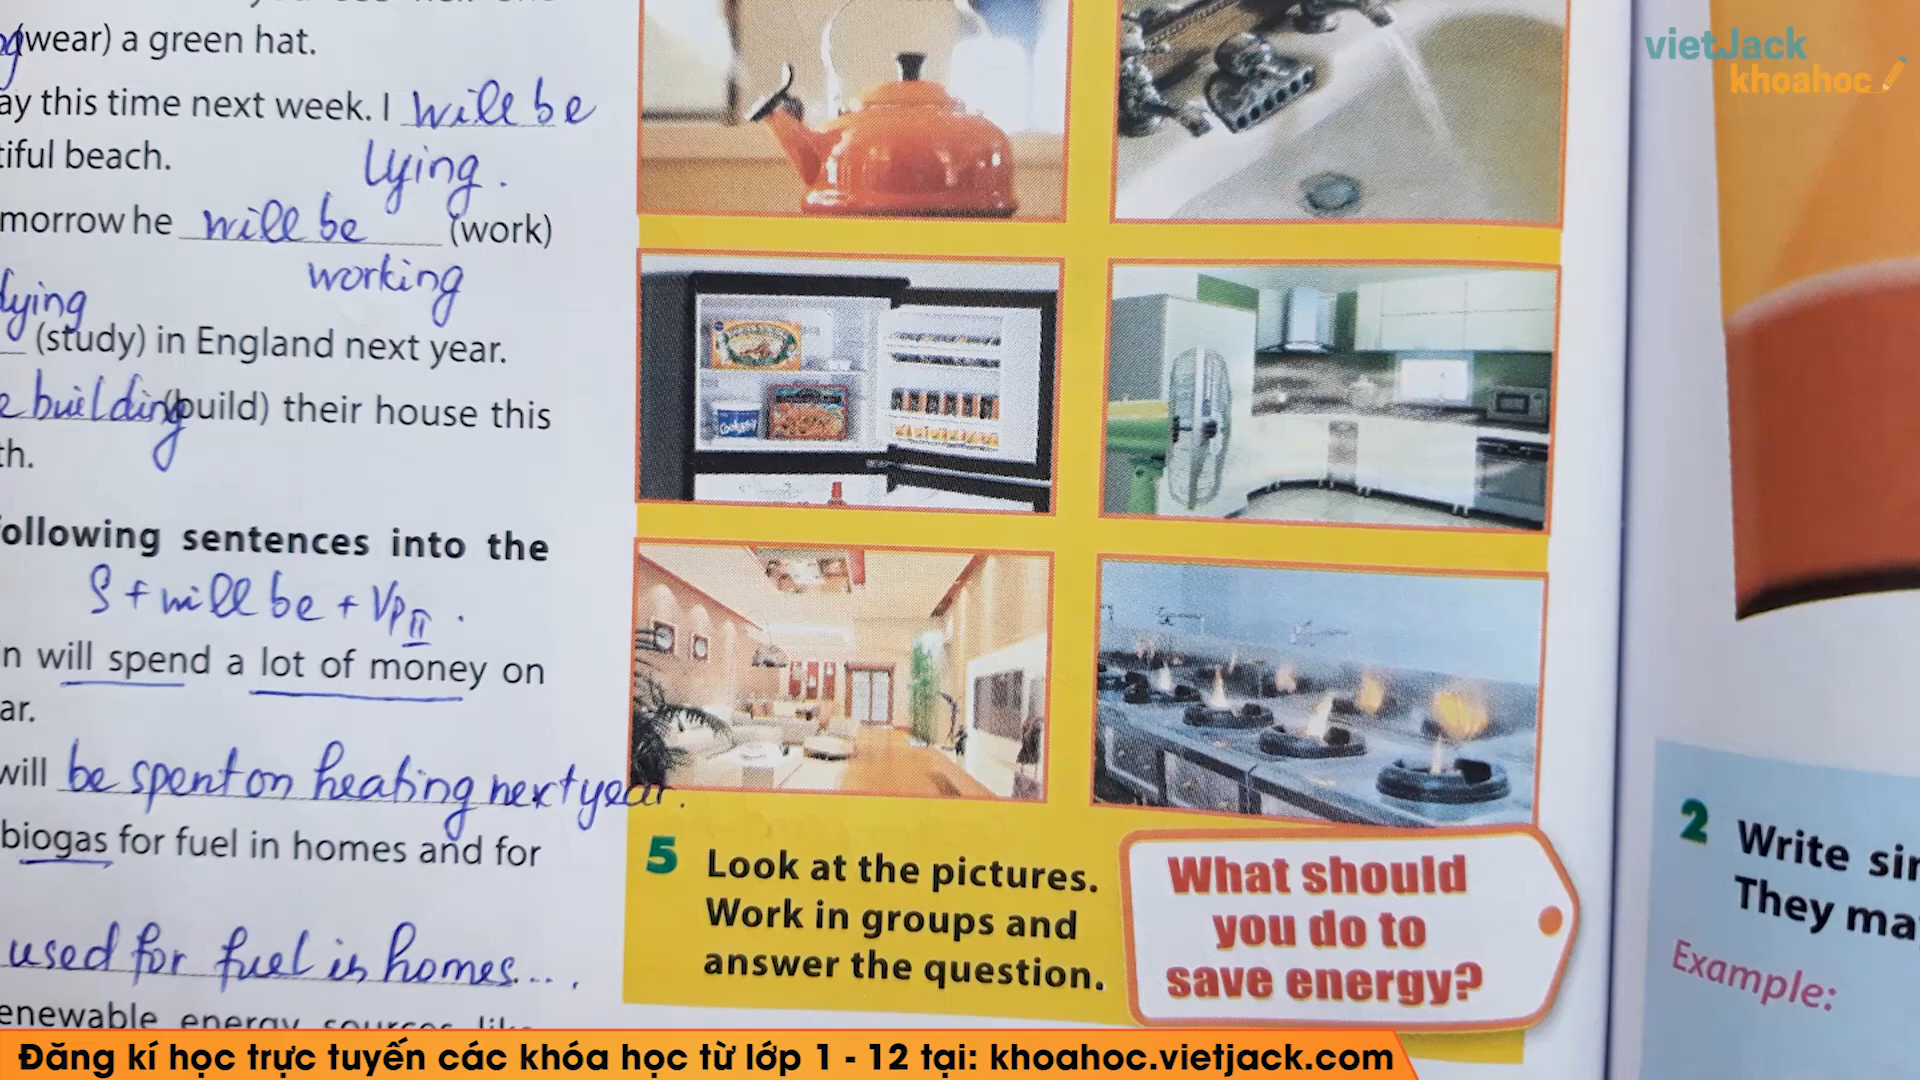 (wear) a green hat.
ay this time next week. I will be
tiful beach. lying.
morrow he will be (work)
working
dying
(study) in England next year.
e building (build) their house this
th.
ollowing sentences into the
S + will be + VpII.
n will spend a lot of money on
ar.
will be spent on heating next year.
biogas for fuel in homes and for
used for fuel in homes....
enewable energy sources like
5 Look at the pictures.
Work in groups and
answer the question.
What should
you do to
save energy?
2 Write sin
They ma
Example:
vietJack
khoahoc
Đăng kí học trực tuyến các khóa học từ lớp 1 - 12 tại: khoahoc.vietjack.com